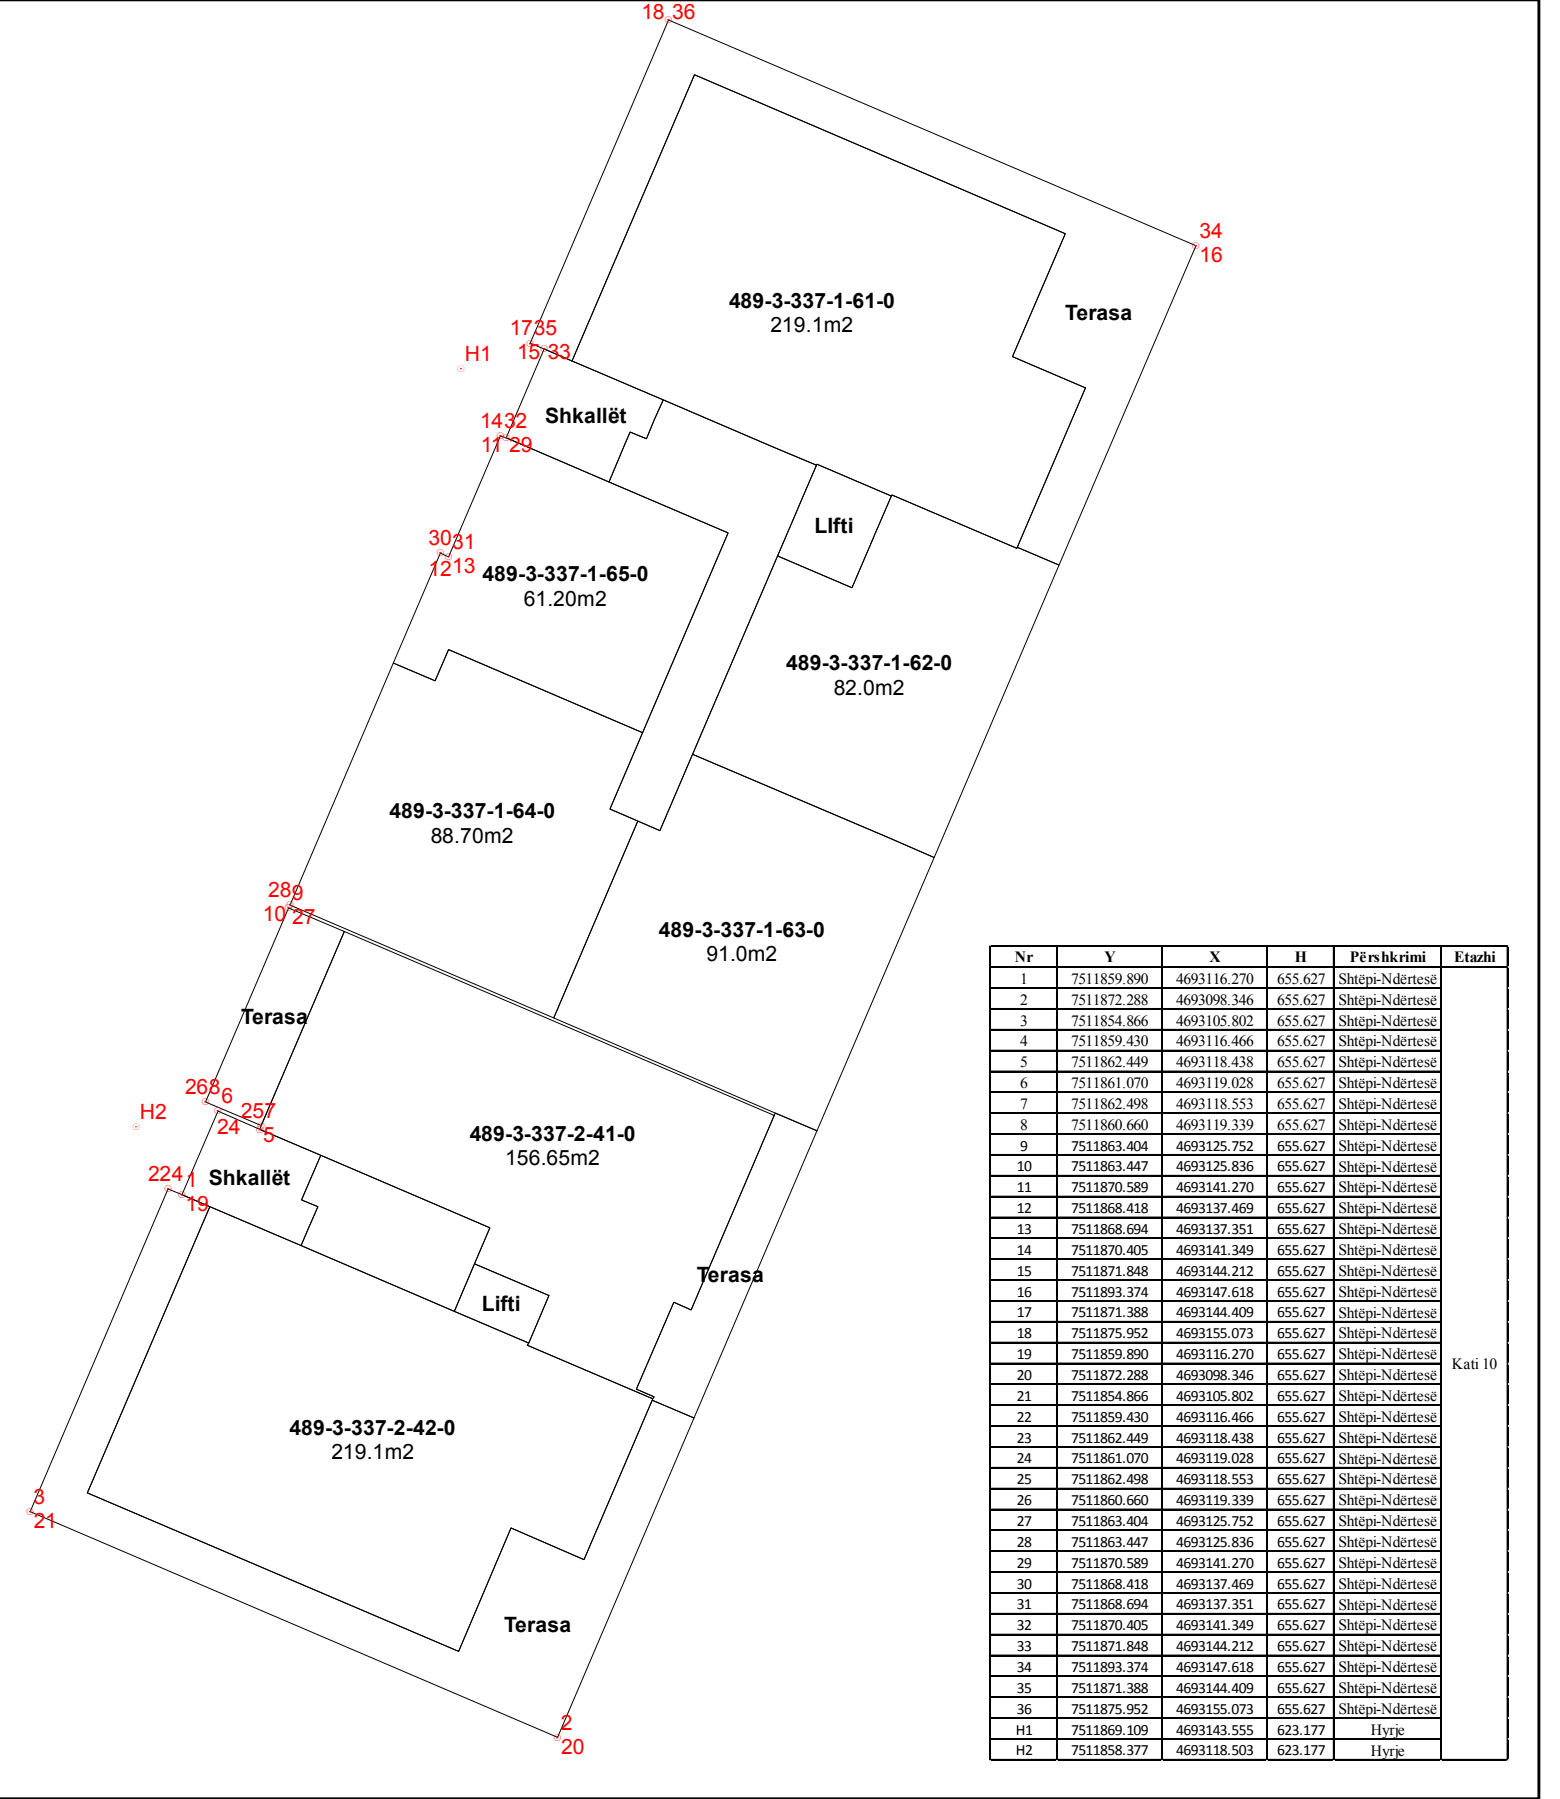 18 36
34
16
489-3-337-1-61-0
219.1m2
Terasa
17 35
15 33
H1
Shkallët
14 32
11 29
LIfti
30 31
12 13
489-3-337-1-65-0
61.20m2
489-3-337-1-62-0
82.0m2
489-3-337-1-64-0
88.70m2
28 9
10 27
489-3-337-1-63-0
91.0m2
Terasa
26 8 6
25 7
H2
24
5
489-3-337-2-41-0
156.65m2
22 4 1
19
Shkallët
Terasa
Lifti
489-3-337-2-42-0
219.1m2
3
21
Terasa
2
20
Nr Y X H Përshkrimi Etazhi
1 7511859.890 4693116.270 655.627 Shtëpi-Ndërtesë
2 7511872.288 4693098.346 655.627 Shtëpi-Ndërtesë
3 7511854.866 4693105.802 655.627 Shtëpi-Ndërtesë
4 7511859.430 4693116.466 655.627 Shtëpi-Ndërtesë
5 7511862.449 4693118.438 655.627 Shtëpi-Ndërtesë
6 7511861.070 4693119.028 655.627 Shtëpi-Ndërtesë
7 7511862.498 4693118.553 655.627 Shtëpi-Ndërtesë
8 7511860.660 4693119.339 655.627 Shtëpi-Ndërtesë
9 7511863.404 4693125.752 655.627 Shtëpi-Ndërtesë
10 7511863.447 4693125.836 655.627 Shtëpi-Ndërtesë
11 7511870.589 4693141.270 655.627 Shtëpi-Ndërtesë
12 7511868.418 4693137.469 655.627 Shtëpi-Ndërtesë
13 7511868.694 4693137.351 655.627 Shtëpi-Ndërtesë
14 7511870.405 4693141.349 655.627 Shtëpi-Ndërtesë
15 7511871.848 4693144.212 655.627 Shtëpi-Ndërtesë
16 7511893.374 4693147.618 655.627 Shtëpi-Ndërtesë
17 7511871.388 4693144.409 655.627 Shtëpi-Ndërtesë
18 7511875.952 4693155.073 655.627 Shtëpi-Ndërtesë
19 7511859.890 4693116.270 655.627 Shtëpi-Ndërtesë
Kati 10
20 7511872.288 4693098.346 655.627 Shtëpi-Ndërtesë
21 7511854.866 4693105.802 655.627 Shtëpi-Ndërtesë
22 7511859.430 4693116.466 655.627 Shtëpi-Ndërtesë
23 7511862.449 4693118.438 655.627 Shtëpi-Ndërtesë
24 7511861.070 4693119.028 655.627 Shtëpi-Ndërtesë
25 7511862.498 4693118.553 655.627 Shtëpi-Ndërtesë
26 7511860.660 4693119.339 655.627 Shtëpi-Ndërtesë
27 7511863.404 4693125.752 655.627 Shtëpi-Ndërtesë
28 7511863.447 4693125.836 655.627 Shtëpi-Ndërtesë
29 7511870.589 4693141.270 655.627 Shtëpi-Ndërtesë
30 7511868.418 4693137.469 655.627 Shtëpi-Ndërtesë
31 7511868.694 4693137.351 655.627 Shtëpi-Ndërtesë
32 7511870.405 4693141.349 655.627 Shtëpi-Ndërtesë
33 7511871.848 4693144.212 655.627 Shtëpi-Ndërtesë
34 7511893.374 4693147.618 655.627 Shtëpi-Ndërtesë
35 7511871.388 4693144.409 655.627 Shtëpi-Ndërtesë
36 7511875.952 4693155.073 655.627 Shtëpi-Ndërtesë
H1 7511869.109 4693143.555 623.177 Hyrje
H2 7511858.377 4693118.503 623.177 Hyrje